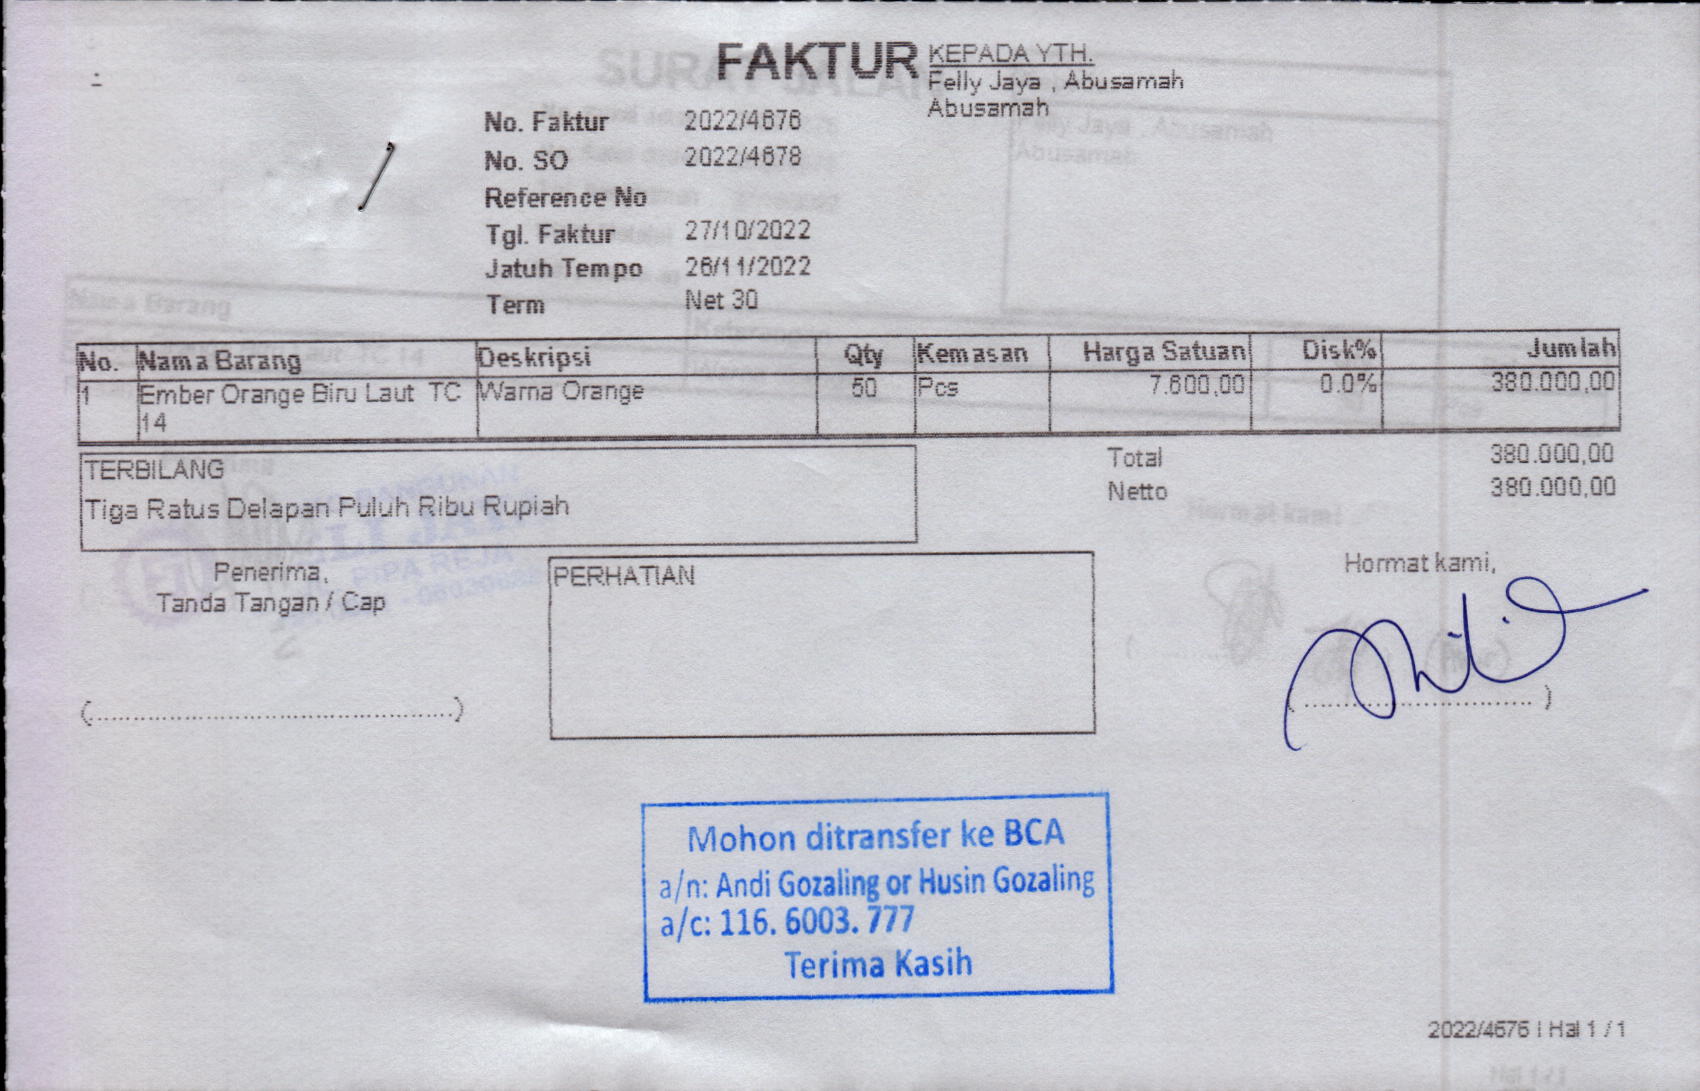 FAKTUR
KEPADA YTH.
Felly Jaya , Abusamah
Abusamah
No. Faktur 2022/4676
No. SO 2022/4678
Reference No
Tgl. Faktur 27/10/2022
Jatuh Tempo 26/11/2022
Term Net 30
No. Nama Barang Deskripsi Qty Kemasan Harga Satuan Disk% Jumlah
1 Ember Orange Biru Laut TC 14 Warna Orange 50 Pcs 7.600,00 0.0% 380.000,00
TERBILANG
Tiga Ratus Delapan Puluh Ribu Rupiah
Total 380.000,00
Netto 380.000,00
Penerima,
Tanda Tangan / Cap
PERHATIAN
Hormat kami,
Mohon ditransfer ke BCA
a/n: Andi Gozaling or Husin Gozaling
a/c: 116. 6003. 777
Terima Kasih
2022/4676 | Hal 1 / 1